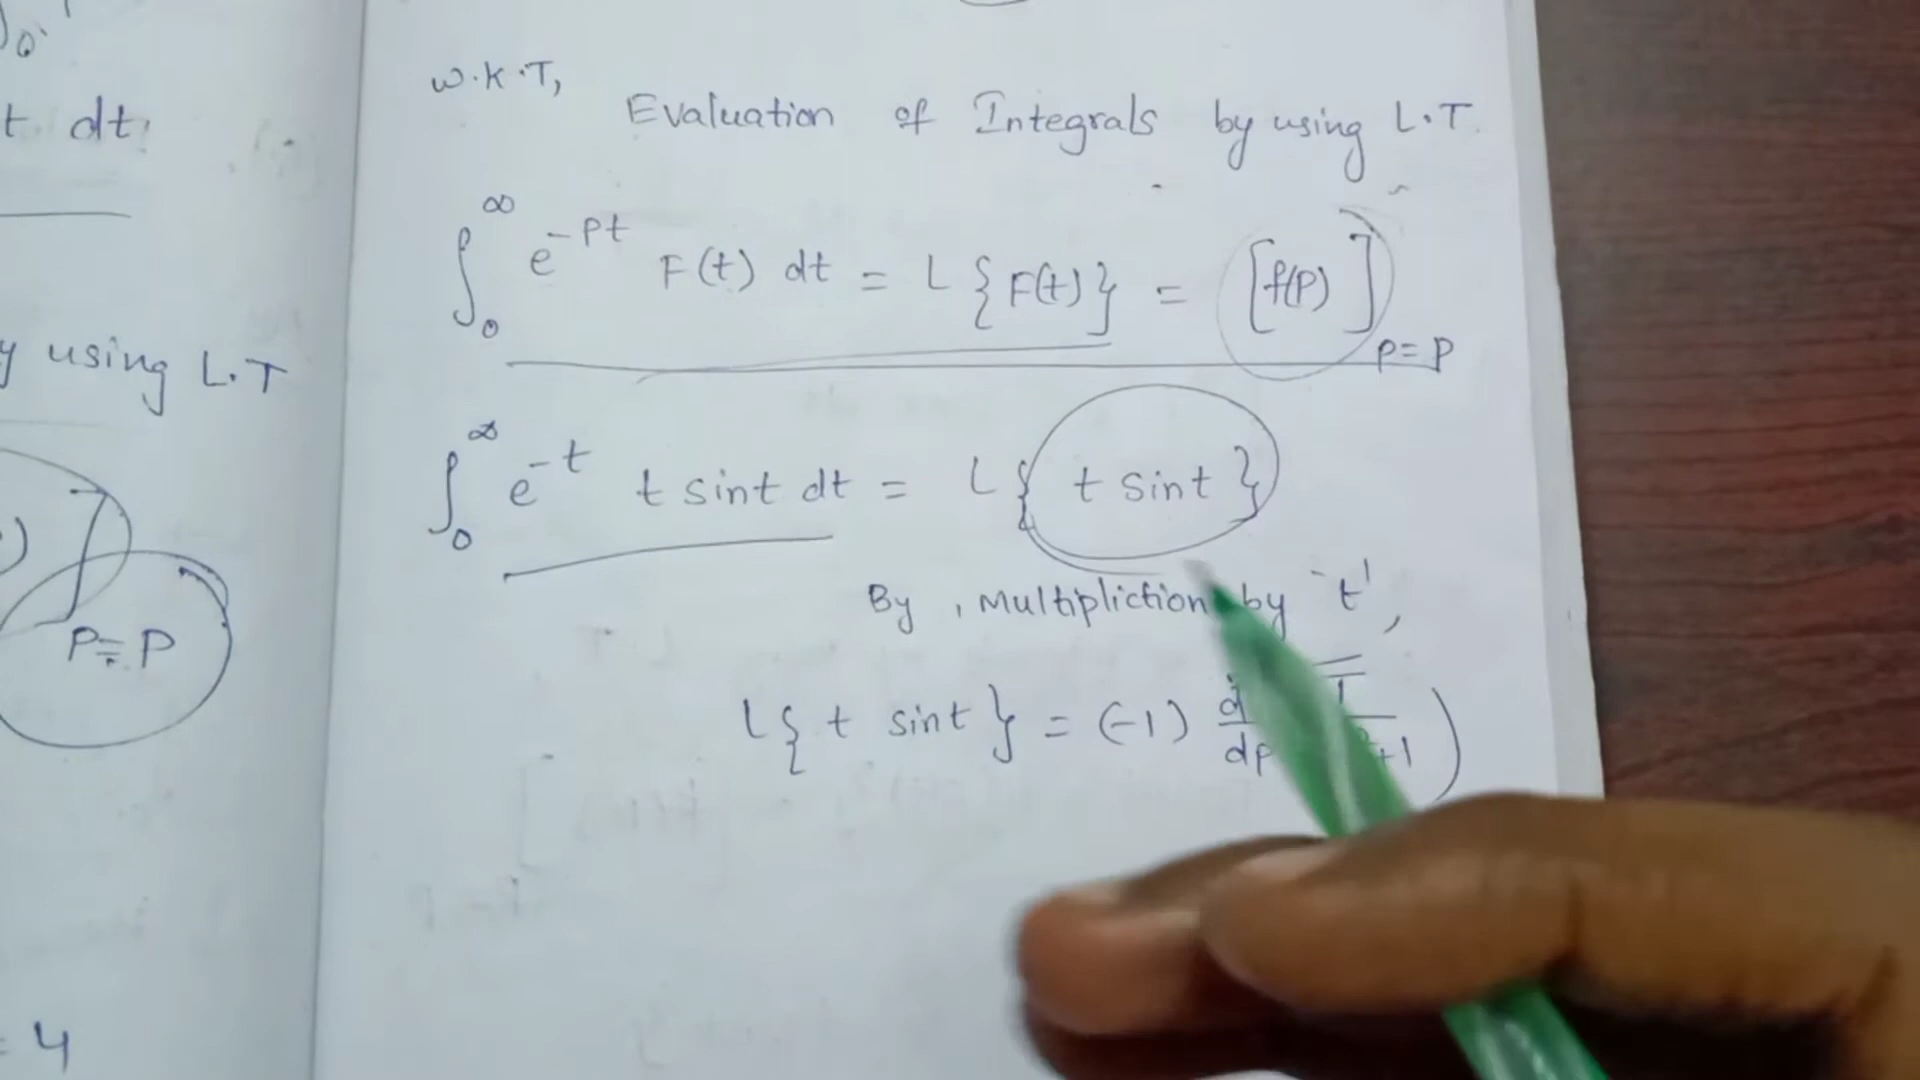 t dt
y using L.T
P = P
= 4
W.K.T,
Evaluation of Integrals by using L.T.
∫₀^∞ e^{-pt} F(t) dt = L{F(t)} = [f(p)]_{p=p}
∫₀^∞ e^{-t} t sint dt = L{t sint}
By, Multipliction by 't',
L{t sint} = (-1) d/dp +1)